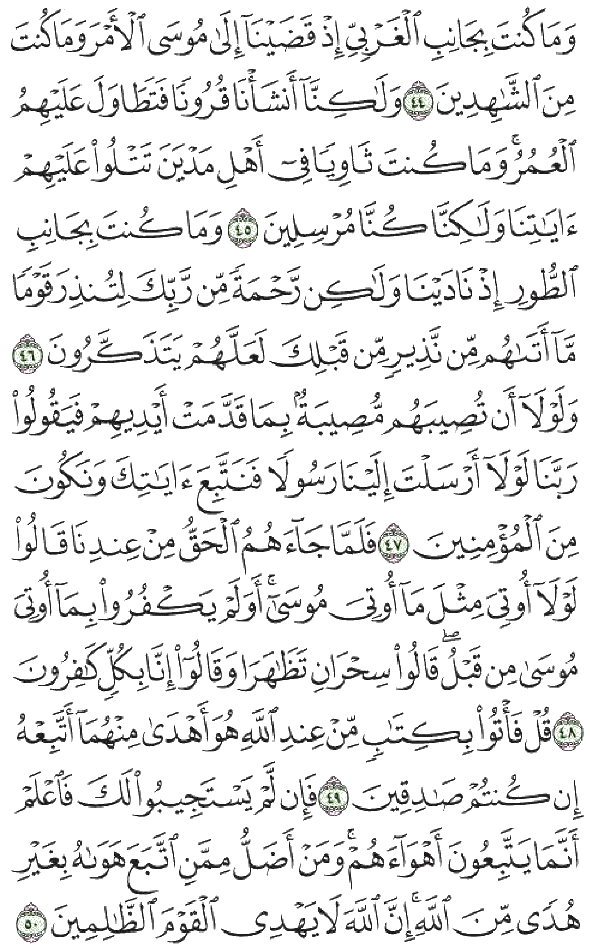 وَمَا كُنتَ بِجَانِبِ ٱلْغَرْبِىِّ إِذْ قَضَيْنَآ إِلَىٰ مُوسَى ٱلْأَمْرَ وَمَا كُنتَ
مِنَ ٱلشَّـٰهِدِينَ ٤٤ وَلَـٰكِنَّآ أَنشَأْنَا قُرُونًا فَتَطَاوَلَ عَلَيْهِمُ
ٱلْعُمُرُ ۚ وَمَا كُنتَ ثَاوِيًا فِىٓ أَهْلِ مَدْيَنَ تَتْلُوا۟ عَلَيْهِمْ
ءَايَـٰتِنَا وَلَـٰكِنَّا كُنَّا مُرْسِلِينَ ٤٥ وَمَا كُنتَ بِجَانِبِ
ٱلطُّورِ إِذْ نَادَيْنَا وَلَـٰكِن رَّحْمَةً مِّن رَّبِّكَ لِتُنذِرَ قَوْمًا
مَّآ أَتَىٰهُم مِّن نَّذِيرٍ مِّن قَبْلِكَ لَعَلَّهُمْ يَتَذَكَّرُونَ ٤٦
وَلَوْلَآ أَن تُصِيبَهُم مُّصِيبَةٌۢ بِمَا قَدَّمَتْ أَيْدِيهِمْ فَيَقُولُوا۟
رَبَّنَا لَوْلَآ أَرْسَلْتَ إِلَيْنَا رَسُولًا فَنَتَّبِعَ ءَايَـٰتِكَ وَنَكُونَ
مِنَ ٱلْمُؤْمِنِينَ ٤٧ فَلَمَّا جَآءَهُمُ ٱلْحَقُّ مِنْ عِندِنَا قَالُوا۟
لَوْلَآ أُوتِىَ مِثْلَ مَآ أُوتِىَ مُوسَىٰٓ ۚ أَوَلَمْ يَكْفُرُوا۟ بِمَآ أُوتِىَ
مُوسَىٰ مِن قَبْلُ ۖ قَالُوا۟ سِحْرَانِ تَظَـٰهَرَا وَقَالُوٓا۟ إِنَّا بِكُلٍّ كَـٰفِرُونَ
٤٨ قُلْ فَأْتُوا۟ بِكِتَـٰبٍ مِّنْ عِندِ ٱللَّهِ هُوَ أَهْدَىٰ مِنْهُمَآ أَتَّبِعْهُ
إِن كُنتُمْ صَـٰدِقِينَ ٤٩ فَإِن لَّمْ يَسْتَجِيبُوا۟ لَكَ فَٱعْلَمْ
أَنَّمَا يَتَّبِعُونَ أَهْوَآءَهُمْ ۚ وَمَنْ أَضَلُّ مِمَّنِ ٱتَّبَعَ هَوَىٰهُ بِغَيْرِ
هُدًى مِّنَ ٱللَّهِ ۚ إِنَّ ٱللَّهَ لَا يَهْدِى ٱلْقَوْمَ ٱلظَّـٰلِمِينَ ٥٠